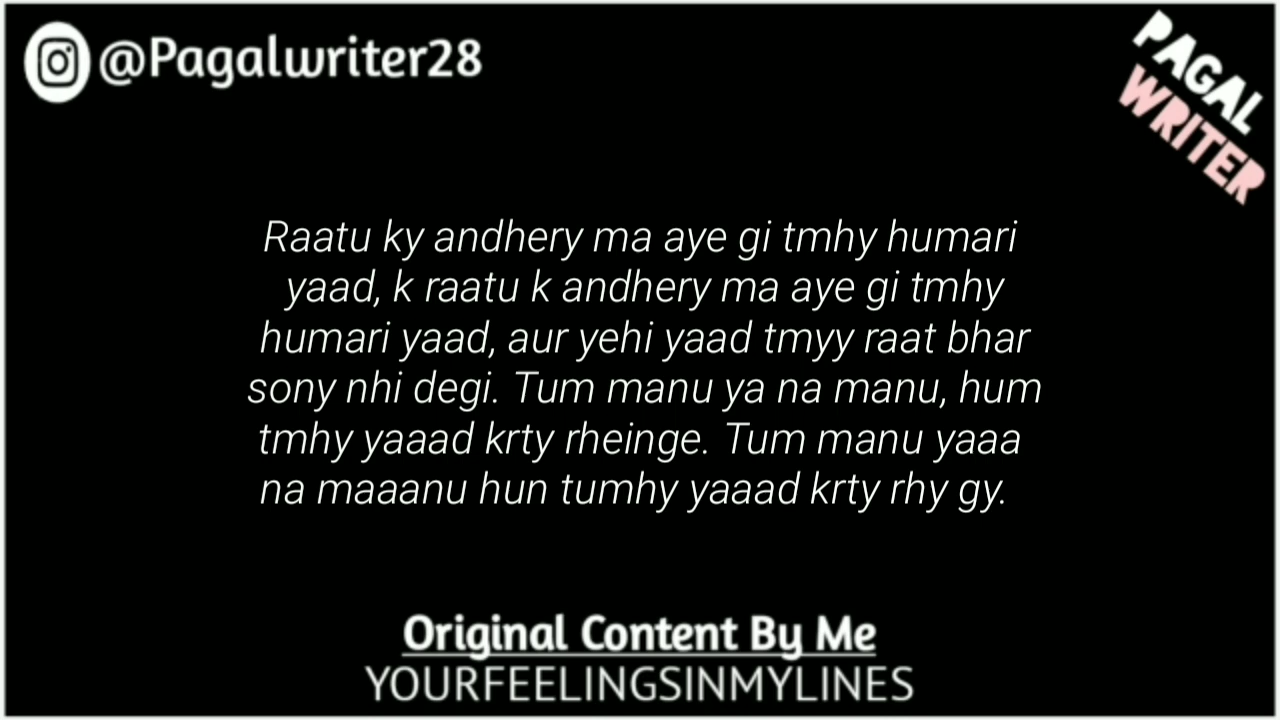 @Pagalwriter28
PAGAL
WRITER
Raatu ky andhery ma aye gi tmhy humari
yaad, k raatu k andhery ma aye gi tmhy
humari yaad, aur yehi yaad tmyy raat bhar
sony nhi degi. Tum manu ya na manu, hum
tmhy yaaad krty rheinge. Tum manu yaaa
na maaanu hun tumhy yaaad krty rhy gy.
Original Content By Me
YOURFEELINGSINMYLINES